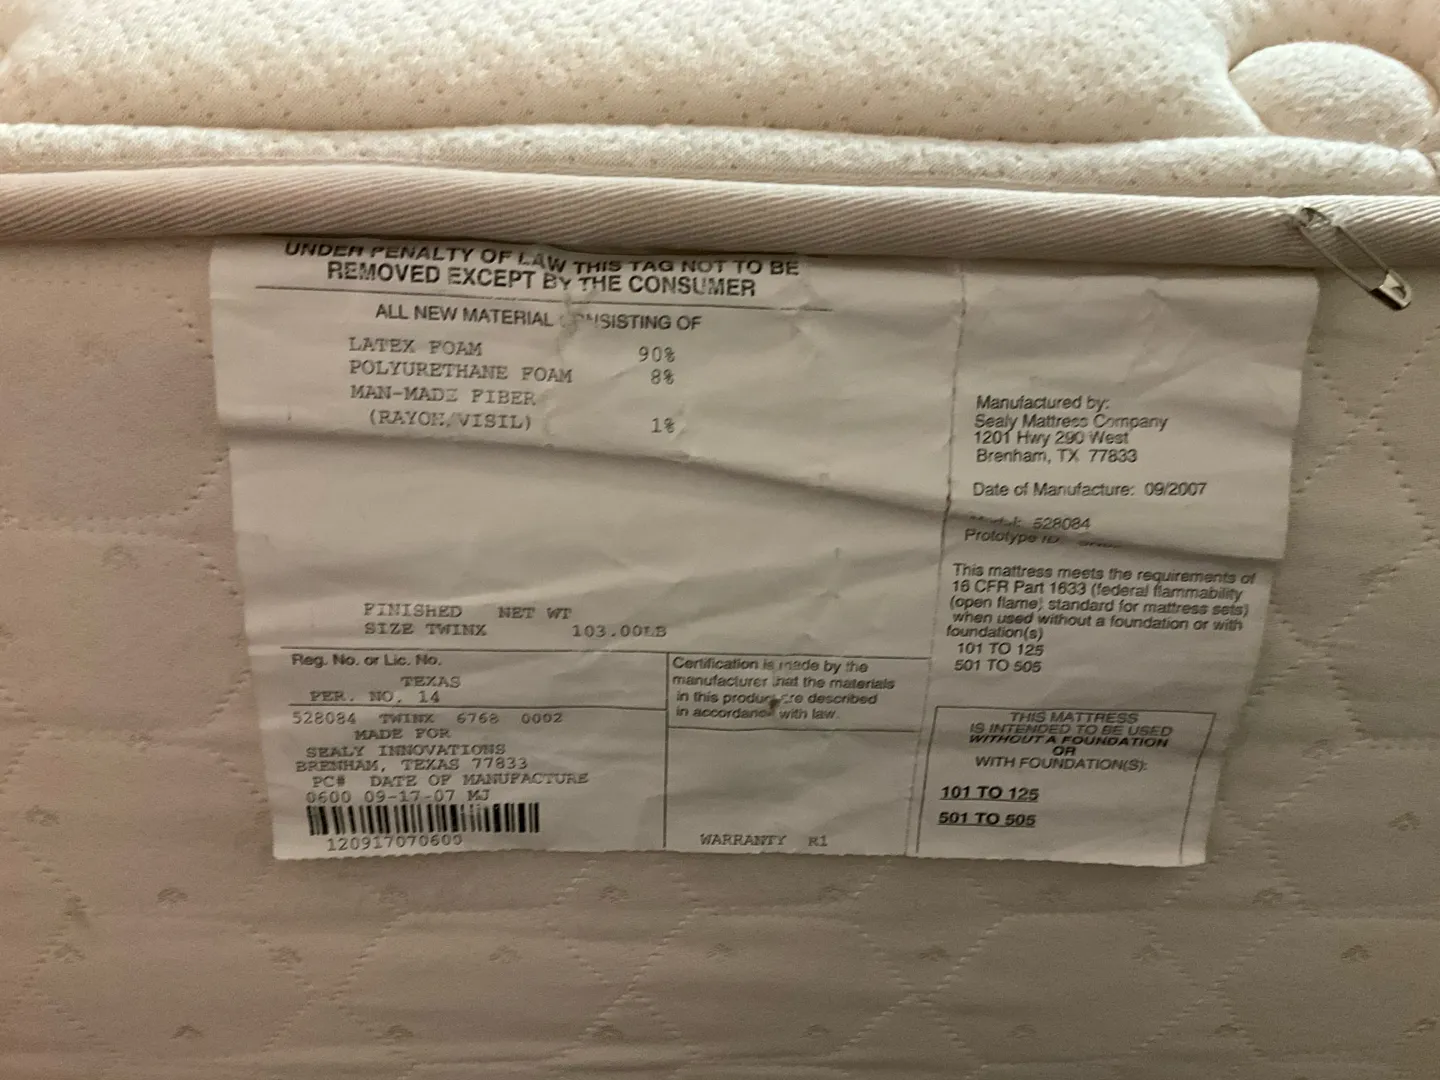 UNDER PENALTY OF LAW THIS TAG NOT TO BE
REMOVED EXCEPT BY THE CONSUMER
ALL NEW MATERIAL CONSISTING OF
LATEX FOAM 90%
POLYURETHANE FOAM 8%
MAN-MADE FIBER
(RAYON/VISIL) 1%
FINISHED NET WT
SIZE TWINX 103.00LB
Reg. No. or Lic. No.
TEXAS
PER. NO. 14
528084 TWINX 6768 0002
MADE FOR
SEALY INNOVATIONS
BRENHAM, TEXAS 77833
PC# DATE OF MANUFACTURE
0600 09-17-07 MJ
120917070600
Certification is made by the
manufacturer that the materials
in this product are described
in accordance with law.
WARRANTY R1
Manufactured by:
Sealy Mattress Company
1201 Hwy 290 West
Brenham, TX 77833
Date of Manufacture: 09/2007
Model: 528084
Prototype ID:
This mattress meets the requirements of
16 CFR Part 1633 (federal flammability
(open flame) standard for mattress sets)
when used without a foundation or with
foundation(s)
101 TO 125
501 TO 505
THIS MATTRESS
IS INTENDED TO BE USED
WITHOUT A FOUNDATION
OR
WITH FOUNDATION(S):
101 TO 125
501 TO 505